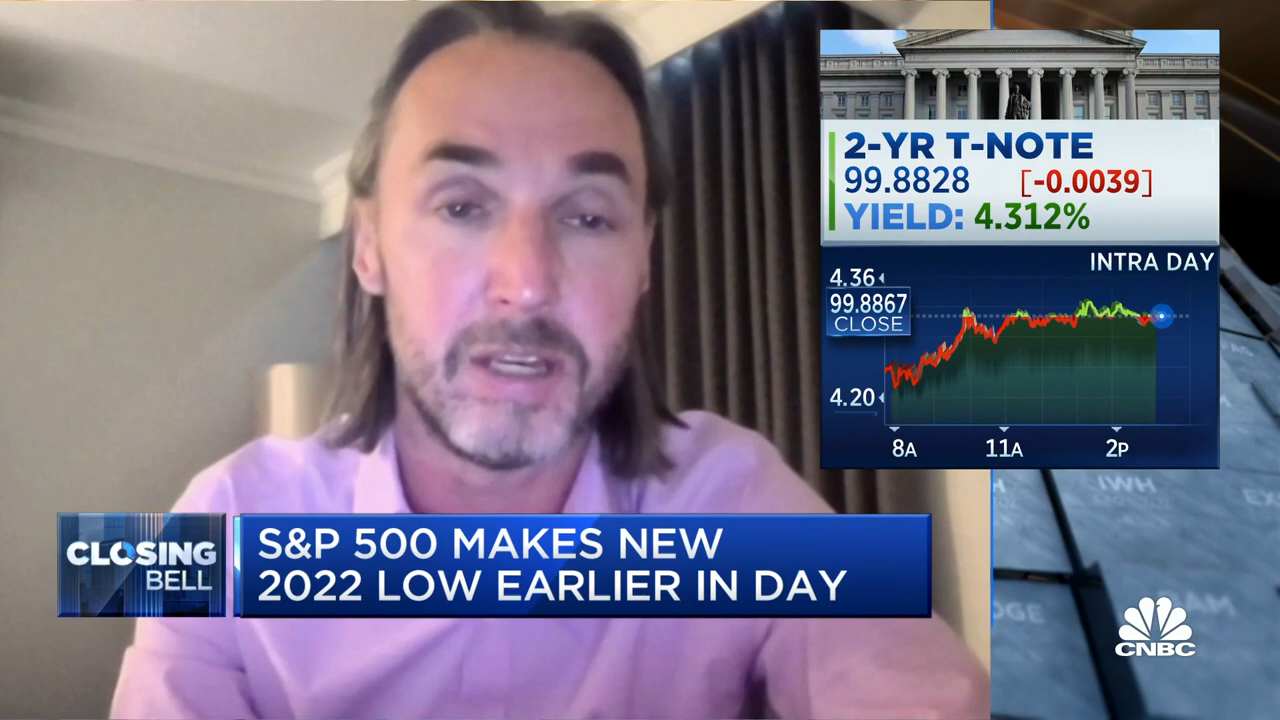 2-YR T-NOTE
99.8828 [-0.0039]
YIELD: 4.312%
INTRA DAY
4.36
99.8867
CLOSE
4.20
8A 11A 2P
CLOSING
BELL
S&P 500 MAKES NEW
2022 LOW EARLIER IN DAY
IWH
CNBC